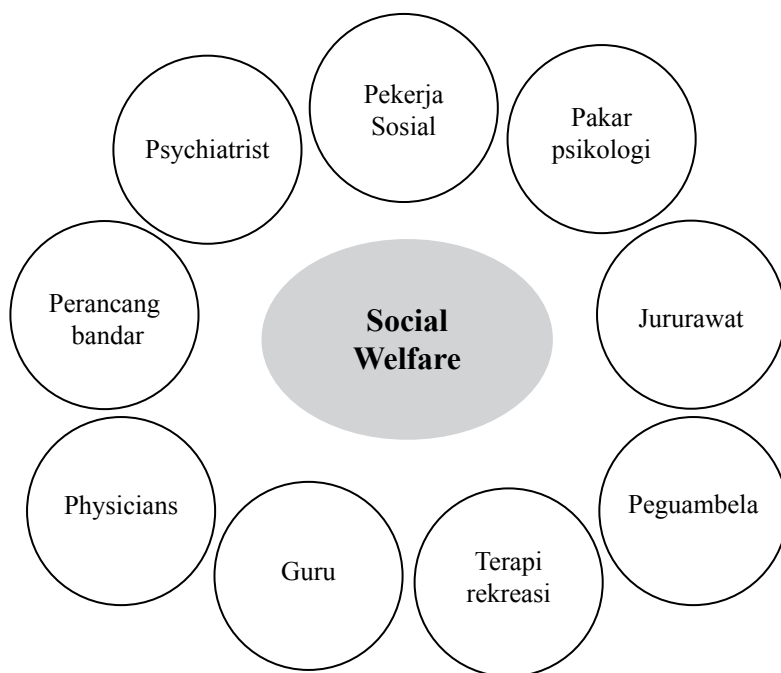 Pekerja
Sosial
Pakar
psikologi
Psychiatrist
Perancang
bandar
Social
Welfare
Jururawat
Physicians
Peguambela
Guru
Terapi
rekreasi